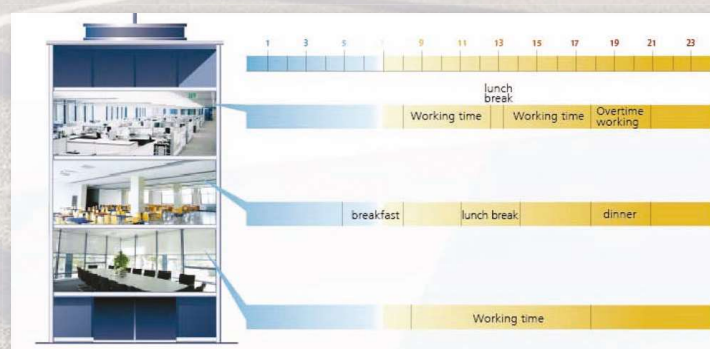 1 3 5 9 11 13 15 17 19 21 23
lunch
break
Working time Working time Overtime
working
breakfast lunch break dinner
Working time